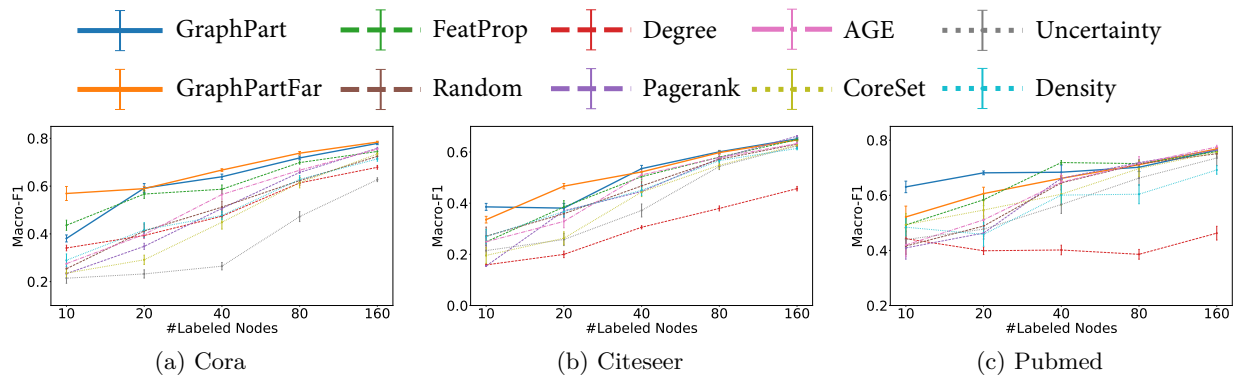 GraphPart FeatProp Degree AGE Uncertainty
GraphPartFar Random Pagerank CoreSet Density
0.8
0.6
0.4
0.2
Macro-F1
10 20 40 80 160
#Labeled Nodes
(a) Cora
0.6
0.4
0.2
0.0
Macro-F1
10 20 40 80 160
#Labeled Nodes
(b) Citeseer
0.8
0.6
0.4
0.2
Macro-F1
10 20 40 80 160
#Labeled Nodes
(c) Pubmed